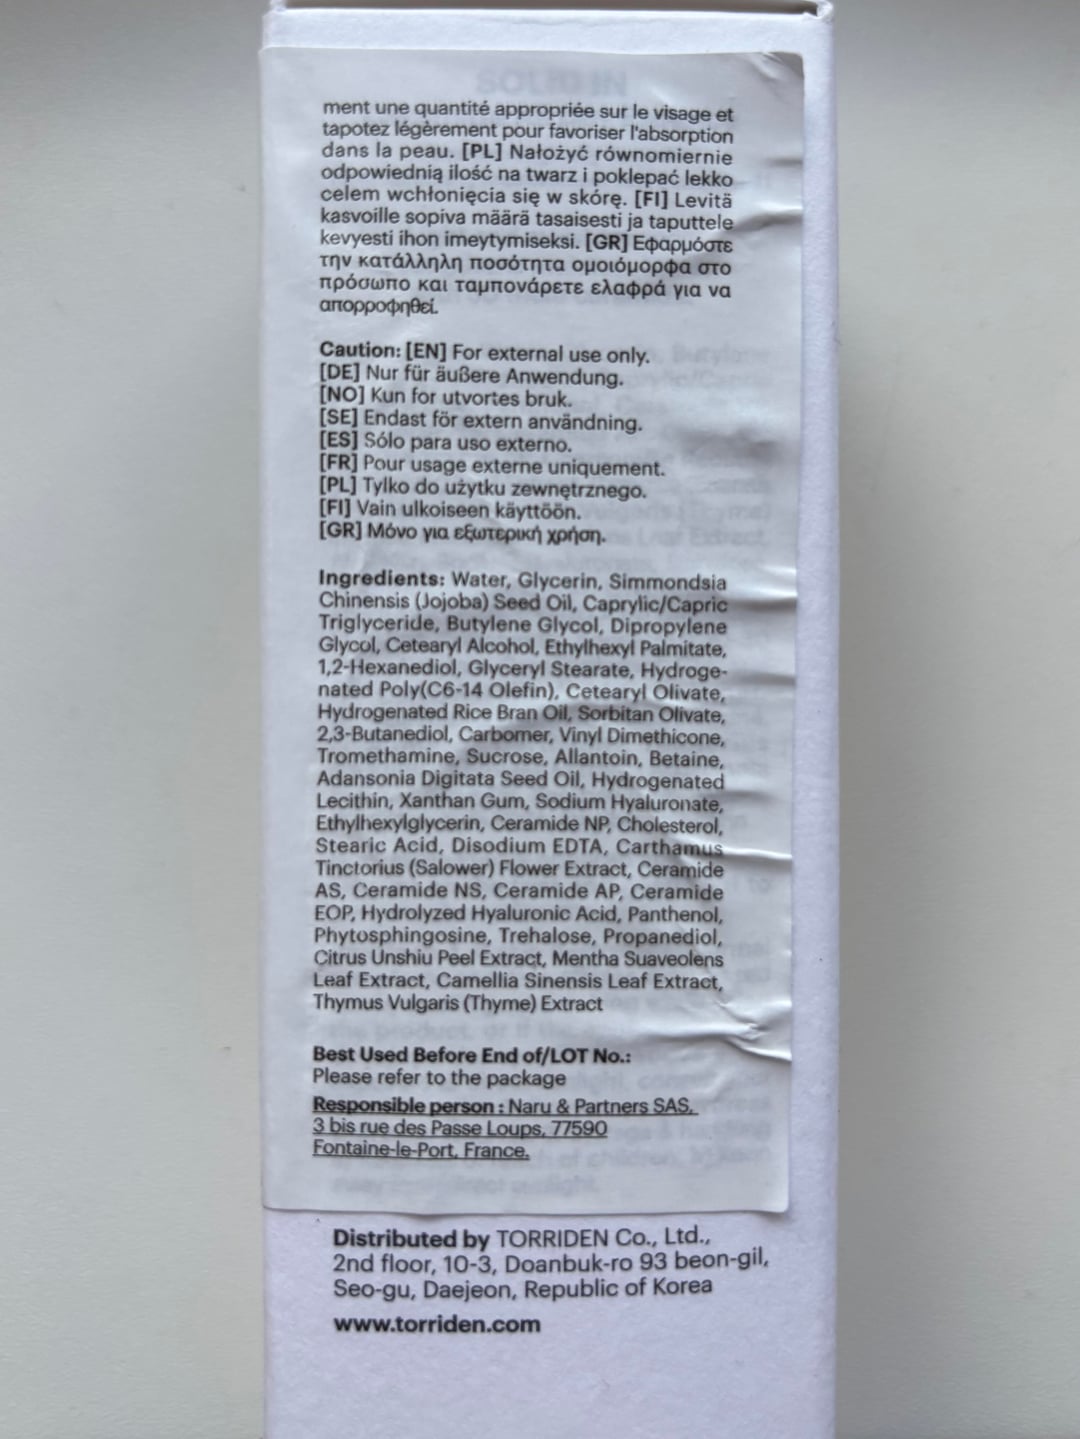 SOLID IN
ment une quantité appropriée sur le visage et
tapotez légèrement pour favoriser l'absorption
dans la peau. [PL] Nałożyć równomiernie
odpowiednią ilość na twarz i poklepać lekko
celem wchłonięcia się w skórę. [FI] Levitä
kasvoille sopiva määrä tasaisesti ja taputtele
kevyesti ihon imeytymiseksi. [GR] Εφαρμόστε
την κατάλληλη ποσότητα ομοιόμορφα στο
πρόσωπο και ταμπονάρετε ελαφρά για να
απορροφηθεί.
Caution: [EN] For external use only.
[DE] Nur für äußere Anwendung.
[NO] Kun for utvortes bruk.
[SE] Endast för extern användning.
[ES] Sólo para uso externo.
[FR] Pour usage externe uniquement.
[PL] Tylko do użytku zewnętrznego.
[FI] Vain ulkoiseen käyttöön.
[GR] Μόνο για εξωτερική χρήση.
Ingredients: Water, Glycerin, Simmondsia
Chinensis (Jojoba) Seed Oil, Caprylic/Capric
Triglyceride, Butylene Glycol, Dipropylene
Glycol, Cetearyl Alcohol, Ethylhexyl Palmitate,
1,2-Hexanediol, Glyceryl Stearate, Hydroge-
nated Poly(C6-14 Olefin), Cetearyl Olivate,
Hydrogenated Rice Bran Oil, Sorbitan Olivate,
2,3-Butanediol, Carbomer, Vinyl Dimethicone,
Tromethamine, Sucrose, Allantoin, Betaine,
Adansonia Digitata Seed Oil, Hydrogenated
Lecithin, Xanthan Gum, Sodium Hyaluronate,
Ethylhexylglycerin, Ceramide NP, Cholesterol,
Stearic Acid, Disodium EDTA, Carthamus
Tinctorius (Salower) Flower Extract, Ceramide
AS, Ceramide NS, Ceramide AP, Ceramide
EOP, Hydrolyzed Hyaluronic Acid, Panthenol,
Phytosphingosine, Trehalose, Propanediol,
Citrus Unshiu Peel Extract, Mentha Suaveolens
Leaf Extract, Camellia Sinensis Leaf Extract,
Thymus Vulgaris (Thyme) Extract
Best Used Before End of/LOT No.:
Please refer to the package
Responsible person : Naru & Partners SAS.
3 bis rue des Passe Loups, 77590
Fontaine-le-Port, France.
Distributed by TORRIDEN Co., Ltd.,
2nd floor, 10-3, Doanbuk-ro 93 beon-gil,
Seo-gu, Daejeon, Republic of Korea
www.torriden.com